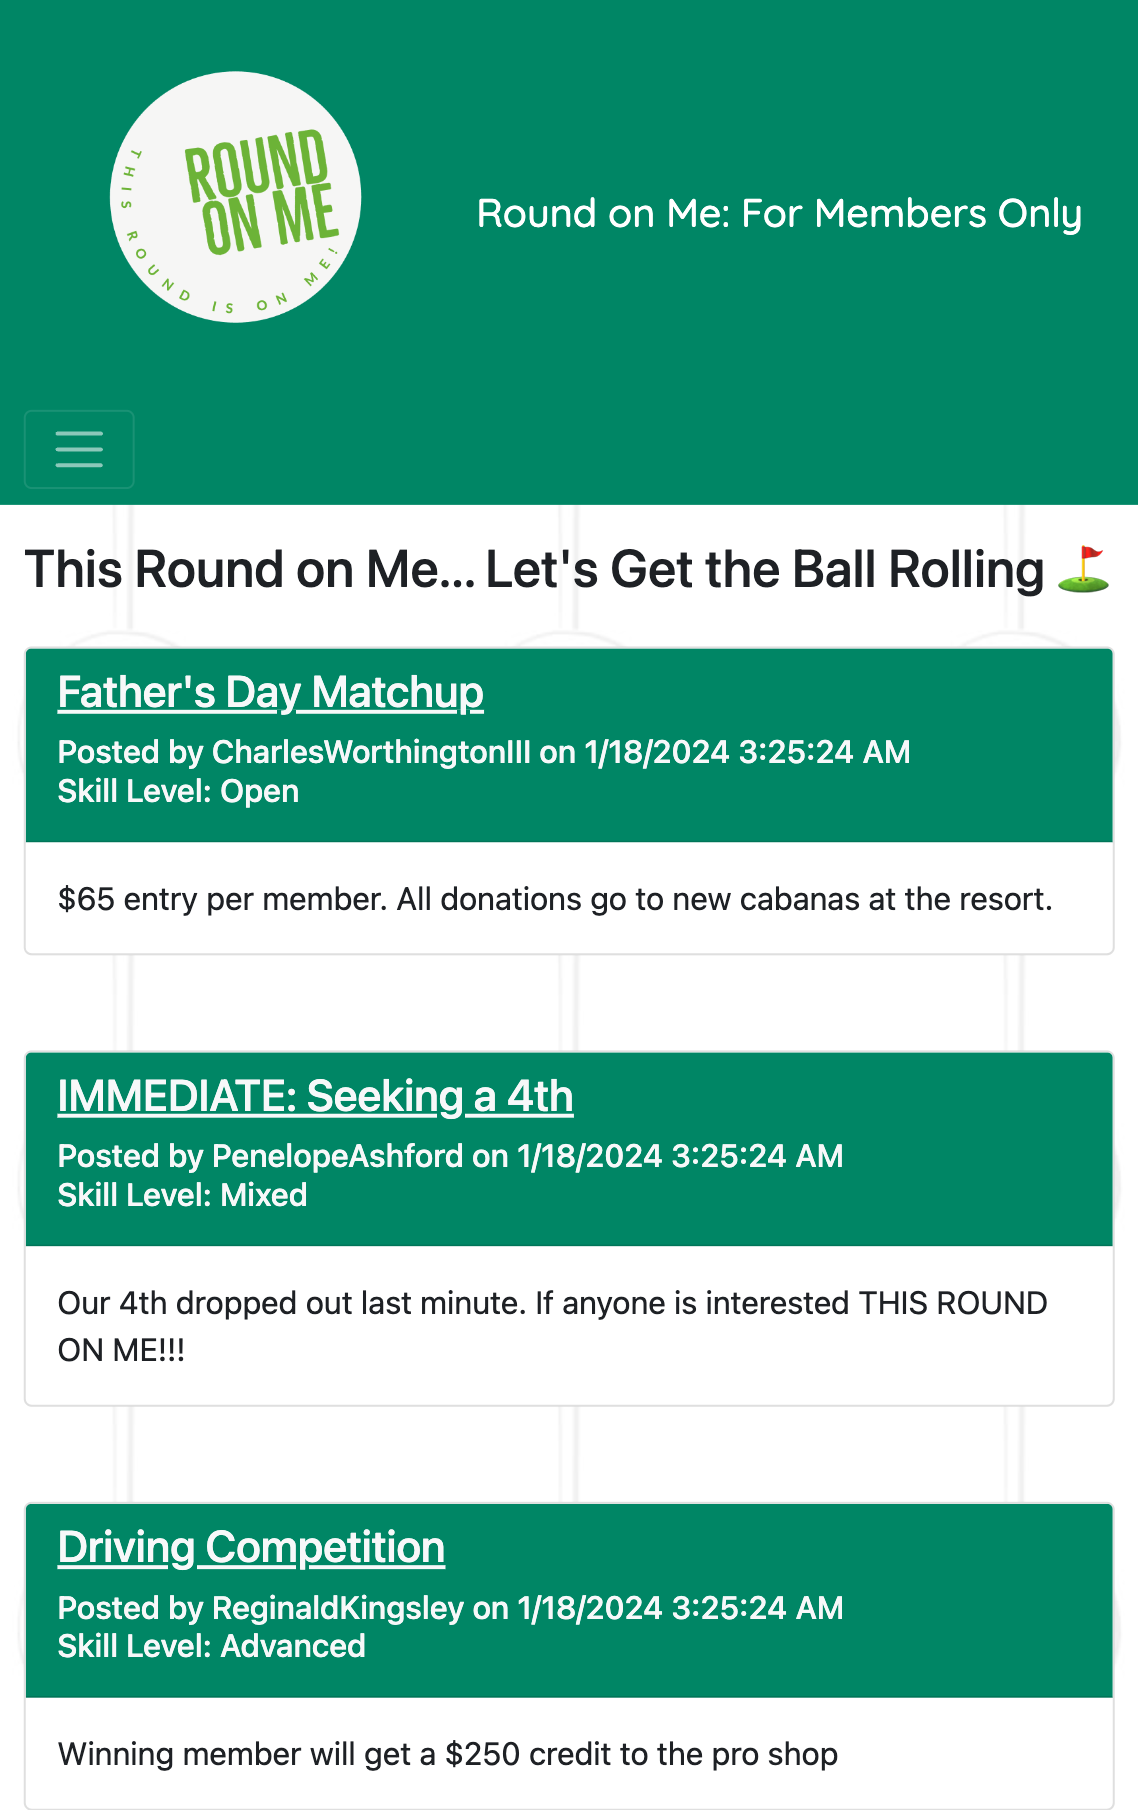 ROUND
ON ME
THIS ROUND IS ON ME!
Round on Me: For Members Only
This Round on Me... Let's Get the Ball Rolling ⛳
Father's Day Matchup
Posted by CharlesWorthingtonIII on 1/18/2024 3:25:24 AM
Skill Level: Open
$65 entry per member. All donations go to new cabanas at the resort.
IMMEDIATE: Seeking a 4th
Posted by PenelopeAshford on 1/18/2024 3:25:24 AM
Skill Level: Mixed
Our 4th dropped out last minute. If anyone is interested THIS ROUND
ON ME!!!
Driving Competition
Posted by ReginaldKingsley on 1/18/2024 3:25:24 AM
Skill Level: Advanced
Winning member will get a $250 credit to the pro shop